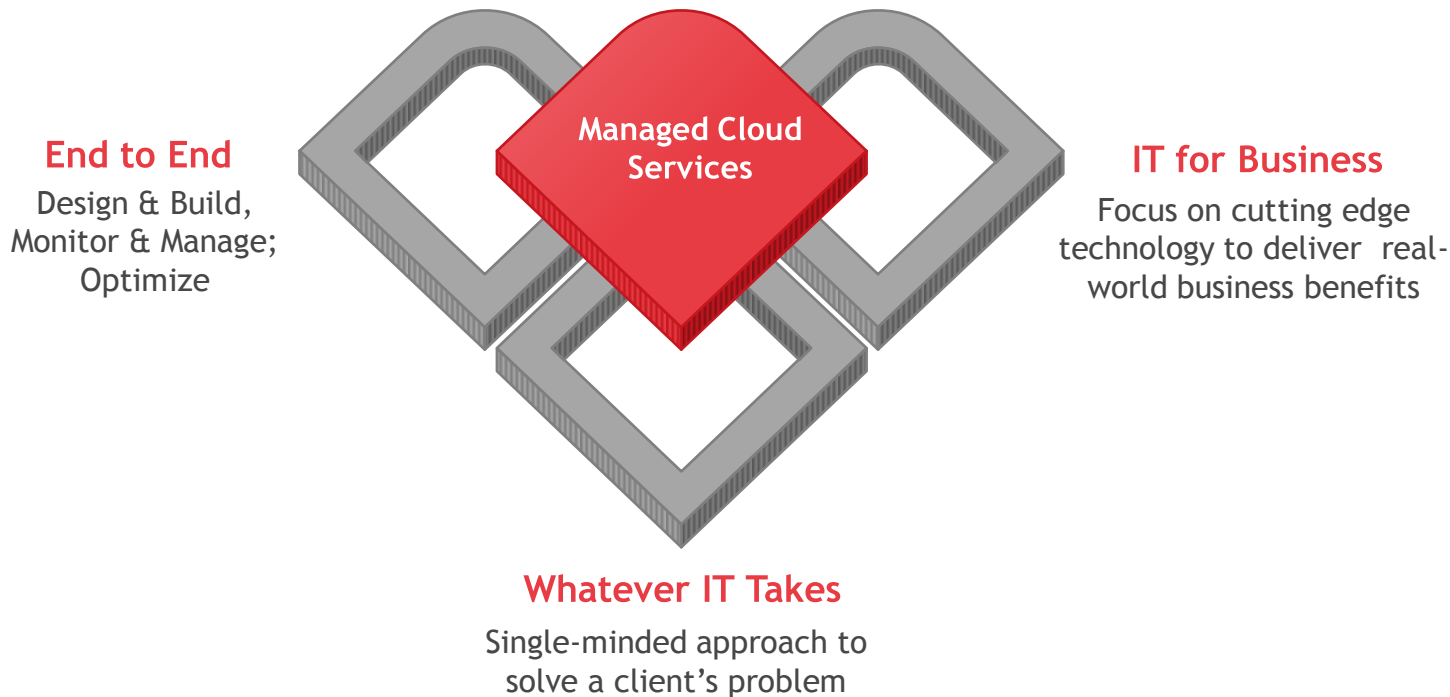 Managed Cloud
Services
End to End
Design & Build,
Monitor & Manage;
Optimize
IT for Business
Focus on cutting edge
technology to deliver  real-
world business benefits
Whatever IT Takes
Single-minded approach to
solve a client’s problem